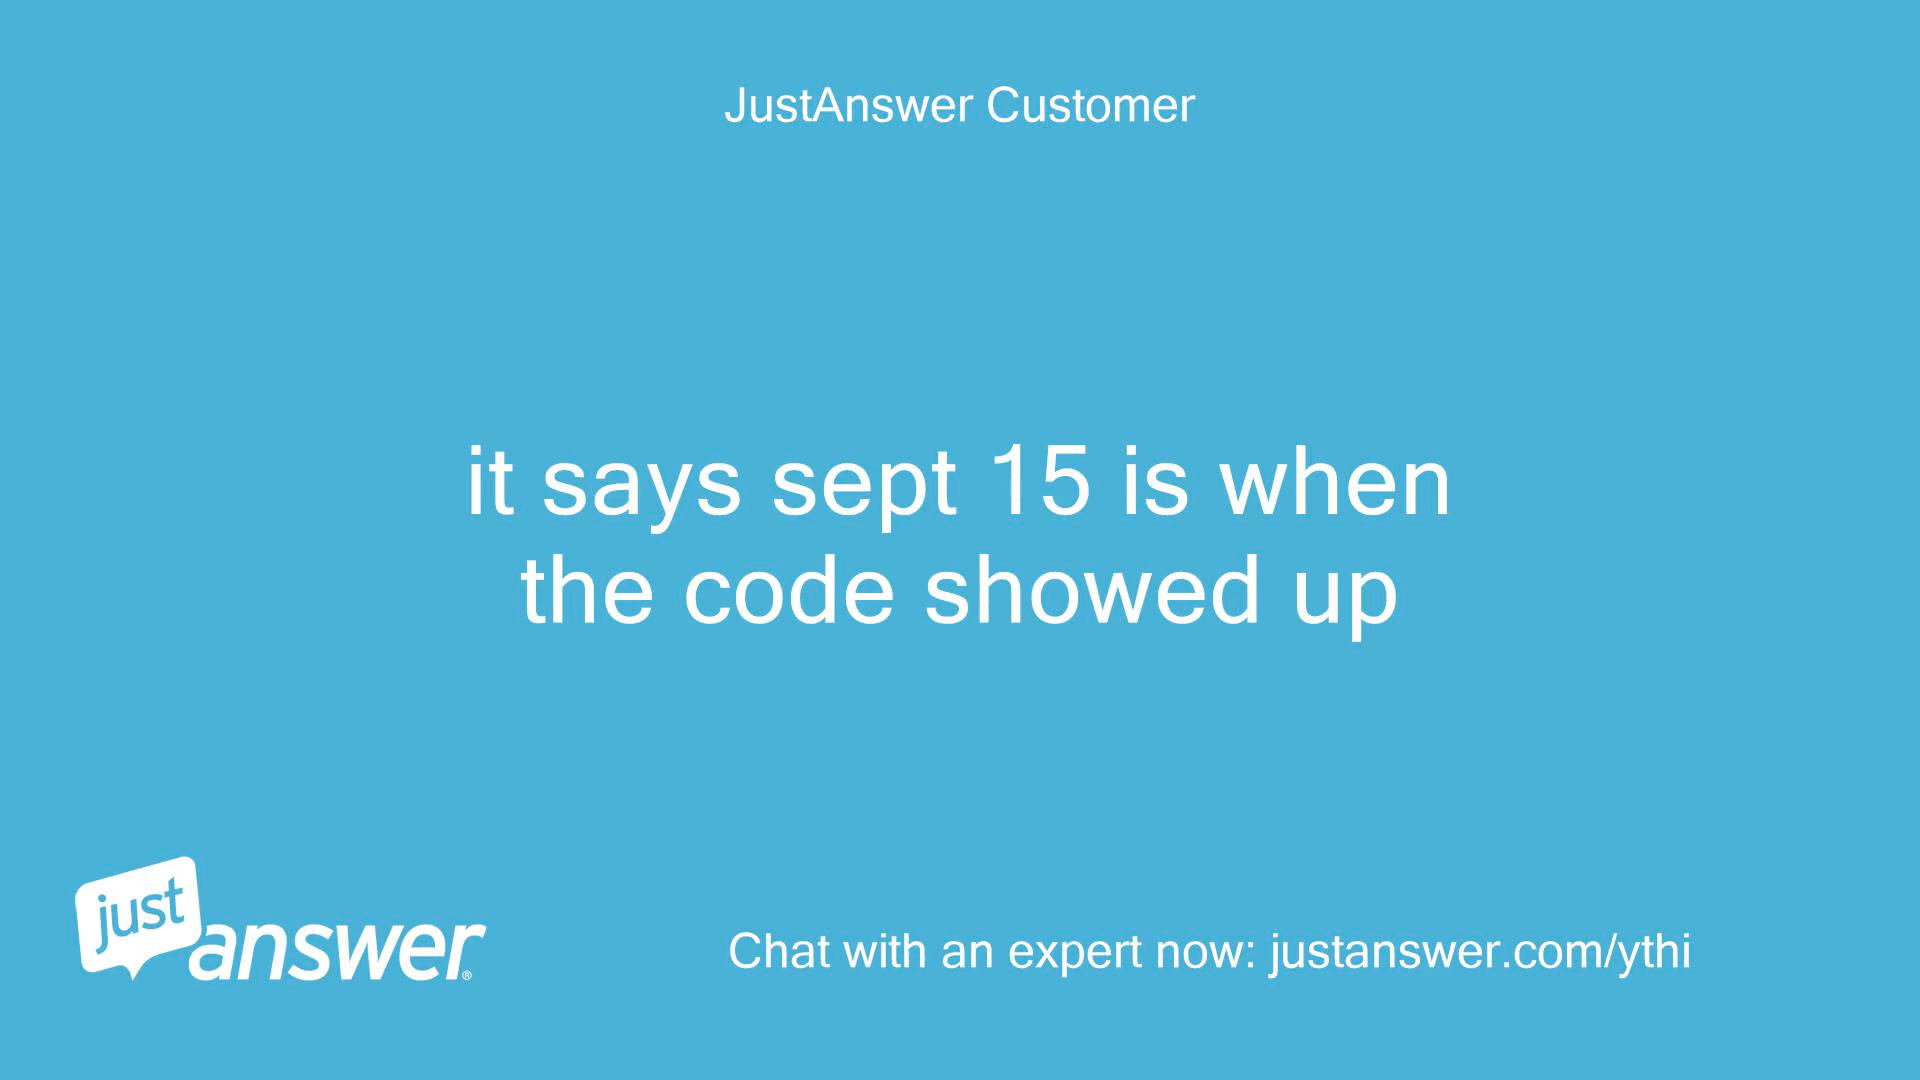 JustAnswer Customer
it says sept 15 is when
the code showed up
just
answer®
Chat with an expert now: justanswer.com/ythi